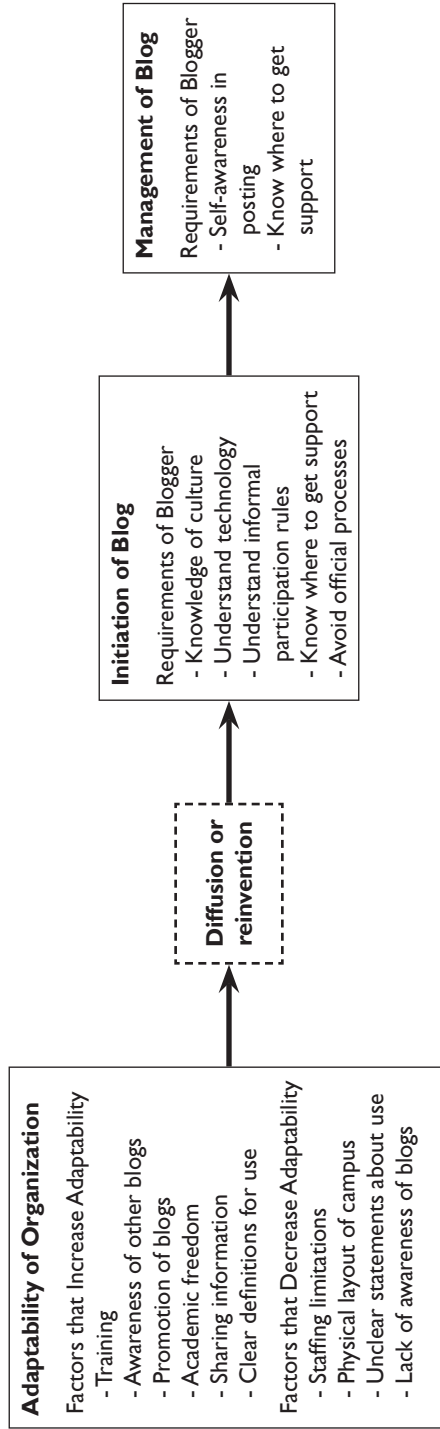 Adaptability of Organization
Factors that Increase Adaptability
- Training
- Awareness of other blogs
- Promotion of blogs
- Academic freedom
- Sharing information
- Clear definitions for use
Factors that Decrease Adaptability
- Staffing limitations
- Physical layout of campus
- Unclear statements about use
- Lack of awareness of blogs
Diffusion or
reinvention
Initiation of Blog
Requirements of Blogger
- Knowledge of culture
- Understand technology
- Understand informal
participation rules
- Know where to get support
- Avoid official processes
Management of Blog
Requirements of Blogger
- Self-awareness in
posting
- Know where to get
support